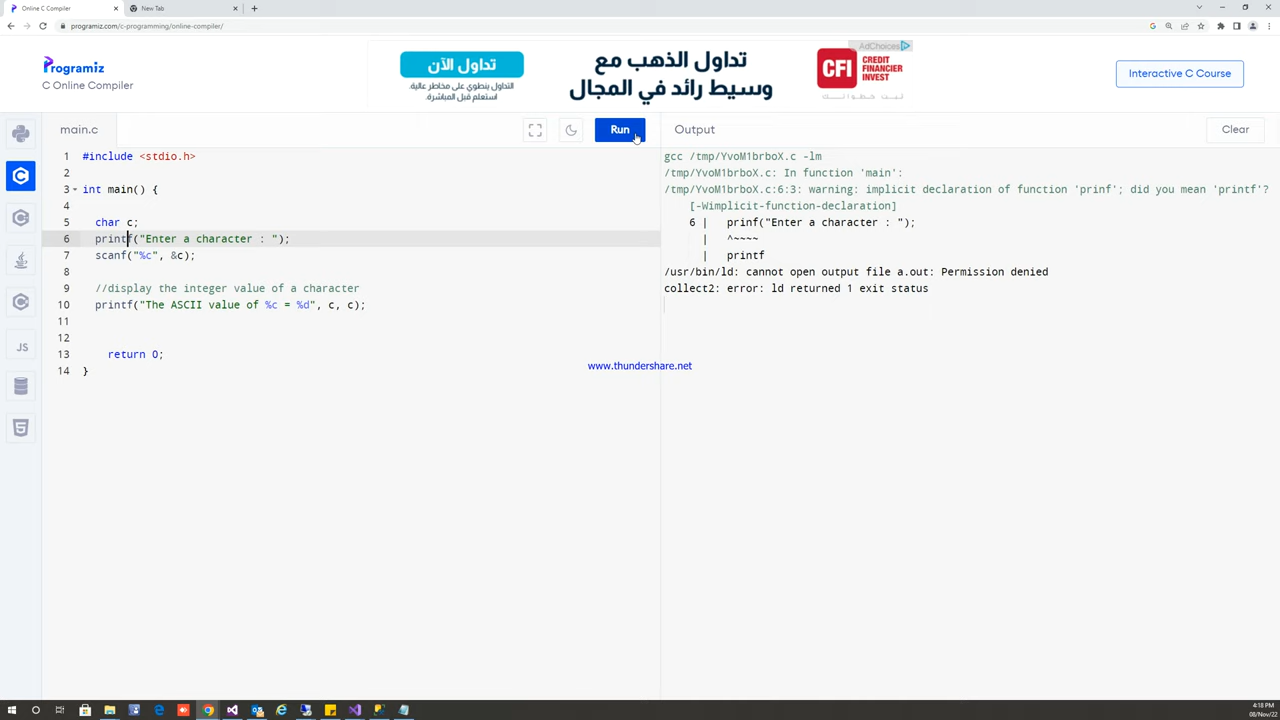 Online C Compiler
New Tab
programiz.com/c-programming/online-compiler/
Programiz
C Online Compiler
تداول الآن
التداول ينطوي على مخاطر عالية.
استعلم قبل المباشرة.
تداول الذهب مع
وسيط رائد في المجال
CFI
CREDIT
FINANCIER
INVEST
AdChoices
Interactive C Course
main.c
Run
Output
Clear
1 #include <stdio.h>
2
3 int main() {
4
5 char c;
6 printf("Enter a character : ");
7 scanf("%c", &c);
8
9 //display the integer value of a character
10 printf("The ASCII value of %c = %d", c, c);
11
12
13 return 0;
14 }
JS
gcc /tmp/YvoM1brboX.c -lm
/tmp/YvoM1brboX.c: In function 'main':
/tmp/YvoM1brboX.c:6:3: warning: implicit declaration of function 'prinf'; did you mean 'printf'?
[-Wimplicit-function-declaration]
6 | prinf("Enter a character : ");
| ^~~~~
| printf
/usr/bin/ld: cannot open output file a.out: Permission denied
collect2: error: ld returned 1 exit status
www.thundershare.net
4:18 PM
08/Nov/22